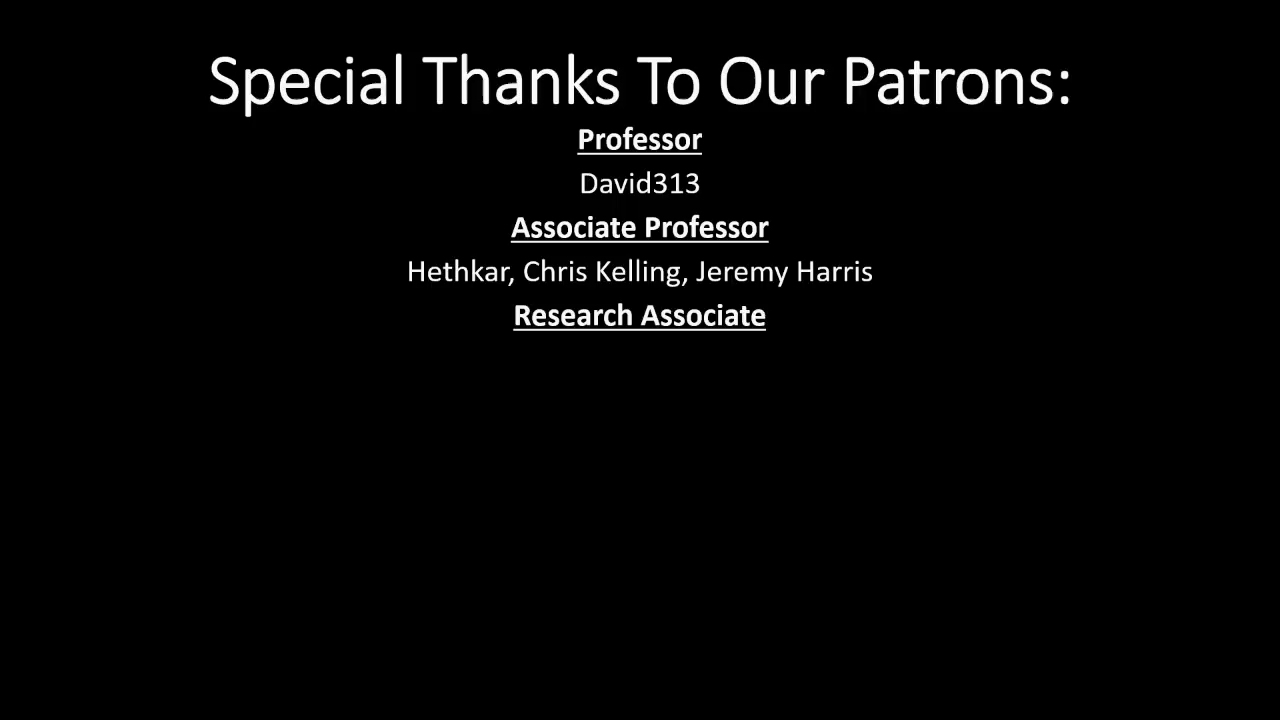 Special Thanks To Our Patrons:
Professor
David313
Associate Professor
Hethkar, Chris Kelling, Jeremy Harris
Research Associate